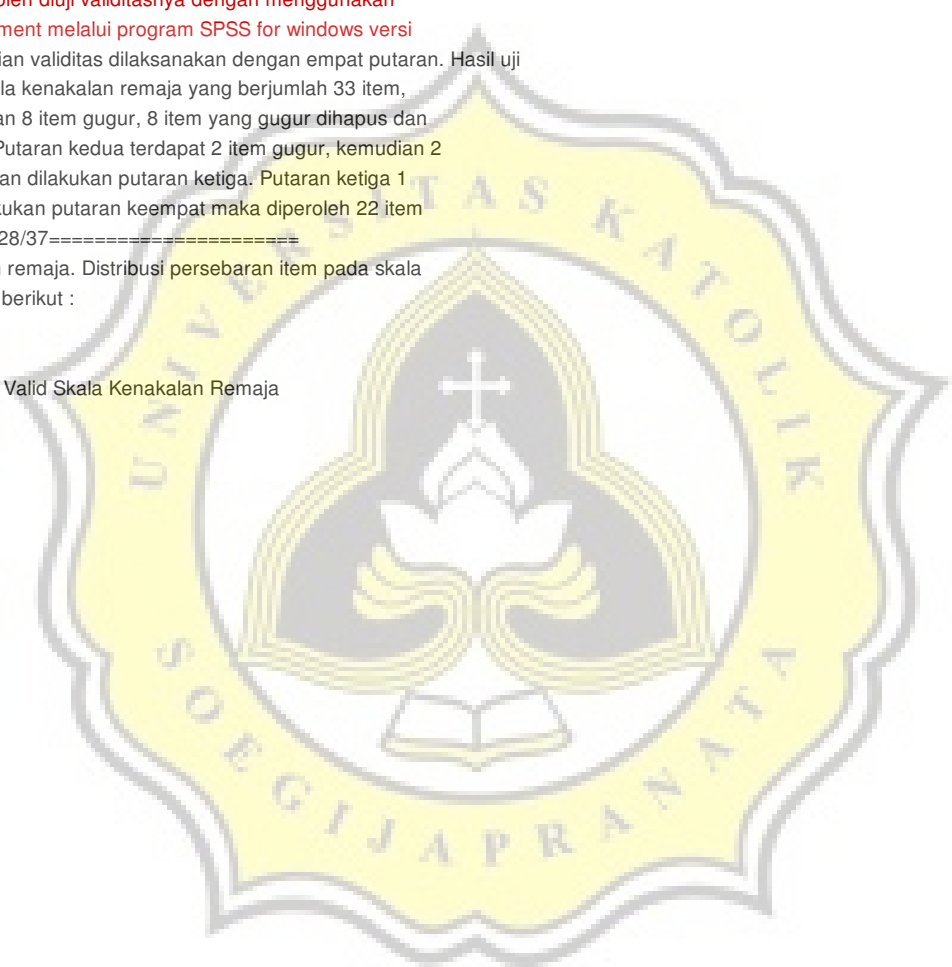 oleh diuji validitasnya dengan menggunakan
ment melalui program SPSS for windows versi
ian validitas dilaksanakan dengan empat putaran. Hasil uji
la kenakalan remaja yang berjumlah 33 item,
an 8 item gugur, 8 item yang gugur dihapus dan
Putaran kedua terdapat 2 item gugur, kemudian 2
an dilakukan putaran ketiga. Putaran ketiga 1
kukan putaran keempat maka diperoleh 22 item
28/37======================
remaja. Distribusi persebaran item pada skala
berikut :
Valid Skala Kenakalan Remaja
UNIVERSITAS KATOLIK
SOEGIJAPRANATA